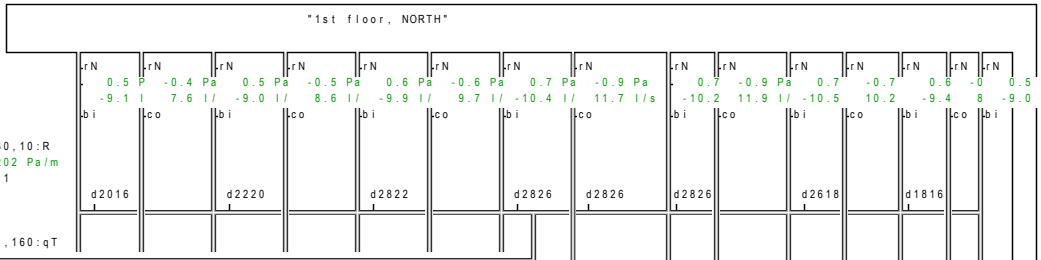 "1st floor, NORTH"
rN rN rN rN rN rN rN rN rN rN rN rN rN rN rN
0.5 P -0.4 Pa 0.5 Pa -0.5 Pa 0.6 Pa -0.6 Pa 0.7 Pa -0.9 Pa 0.7 -0.9 Pa 0.7 -0.7 0.6 -0 0.5
-9.1 l 7.6 l/ -9.0 l/ 8.6 l/ -9.9 l/ 9.7 l/ -10.4 l/ 11.7 l/s -10.2 11.9 l/ -10.5 10.2 -9.4 8 -9.0
bi co bi co bi co bi co bi co bi co bi co bi
0,10:R
202 Pa/m
1
d2016 d2220 d2822 d2826 d2826 d2826 d2618 d1816
,160:qT